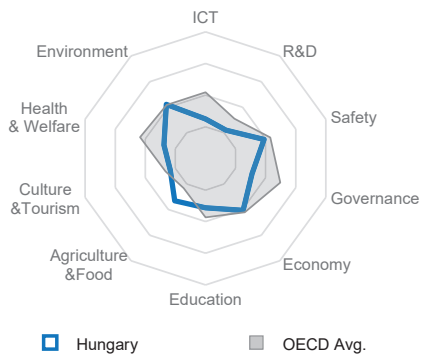 ICT
Environment
R&D
Health
& Welfare
Safety
Culture
&Tourism
Governance
Agriculture
&Food
Economy
Education
Hungary
OECD Avg.